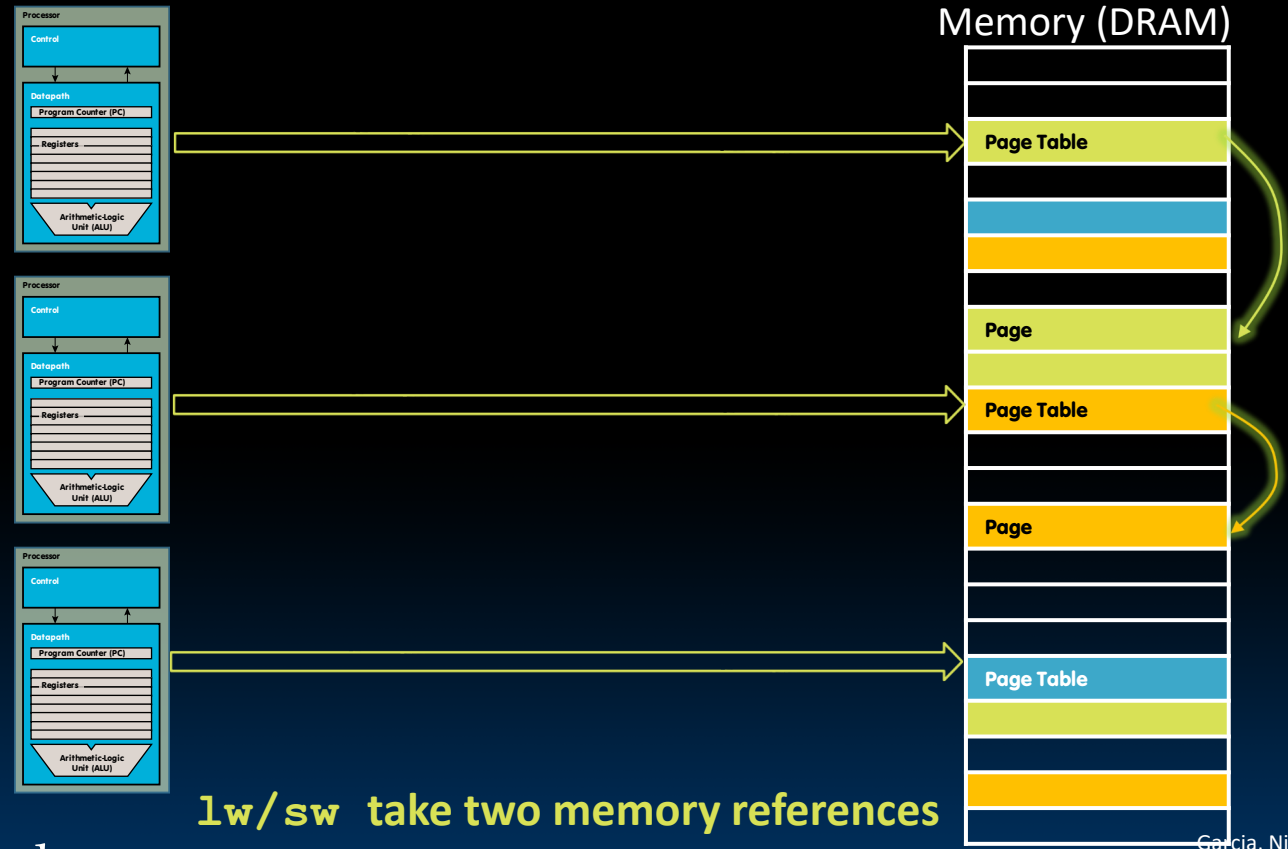 Memory (DRAM)
Processor
Control
Datapath
Program Counter (PC)
Registers
Arithmetic-Logic
Unit (ALU)
Page Table
Page
Processor
Control
Datapath
Program Counter (PC)
Registers
Arithmetic-Logic
Unit (ALU)
Page Table
Page
Processor
Control
Datapath
Program Counter (PC)
Registers
Arithmetic-Logic
Unit (ALU)
Page Table
lw/sw take two memory references
Garcia, Ni